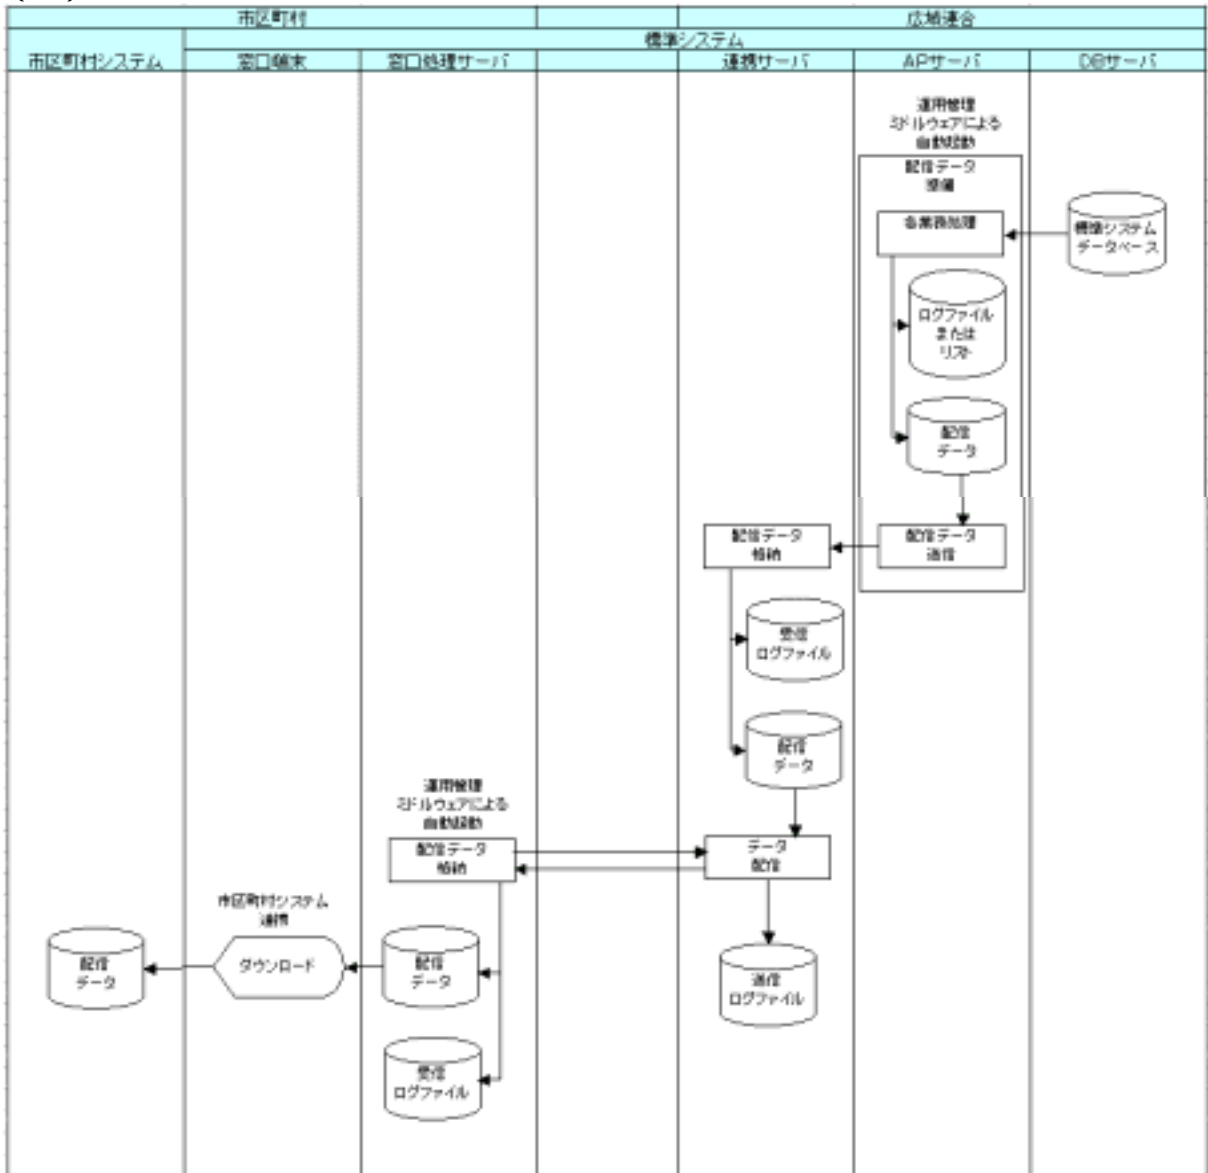 市区町村
広域連合
標準システム
市区町村システム
窓口端末
窓口処理サーバ
連携サーバ
APサーバ
DBサーバ
運用管理
ミドルウェアによる
自動起動
配信データ
準備
各業務処理
標準システム
データベース
ログファイル
または
リスト
配信
データ
配信データ
格納
配信データ
送信
受信
ログファイル
配信
データ
運用管理
ミドルウェアによる
自動起動
配信データ
格納
データ
配信
市区町村システム
連携
配信
データ
ダウンロード
配信
データ
送信
ログファイル
受信
ログファイル